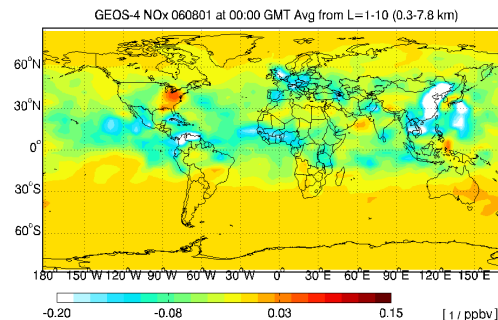 GEOS-4 NOx 060801 at 00:00 GMT Avg from L=1-10 (0.3-7.8 km)
60°N
30°N
0°
30°S
60°S
180°
150°W
120°W
90°W
60°W
30°W
0°
30°E
60°E
90°E
120°E
150°E
-0.20
-0.08
0.03
0.15
[ 1 / ppbv ]